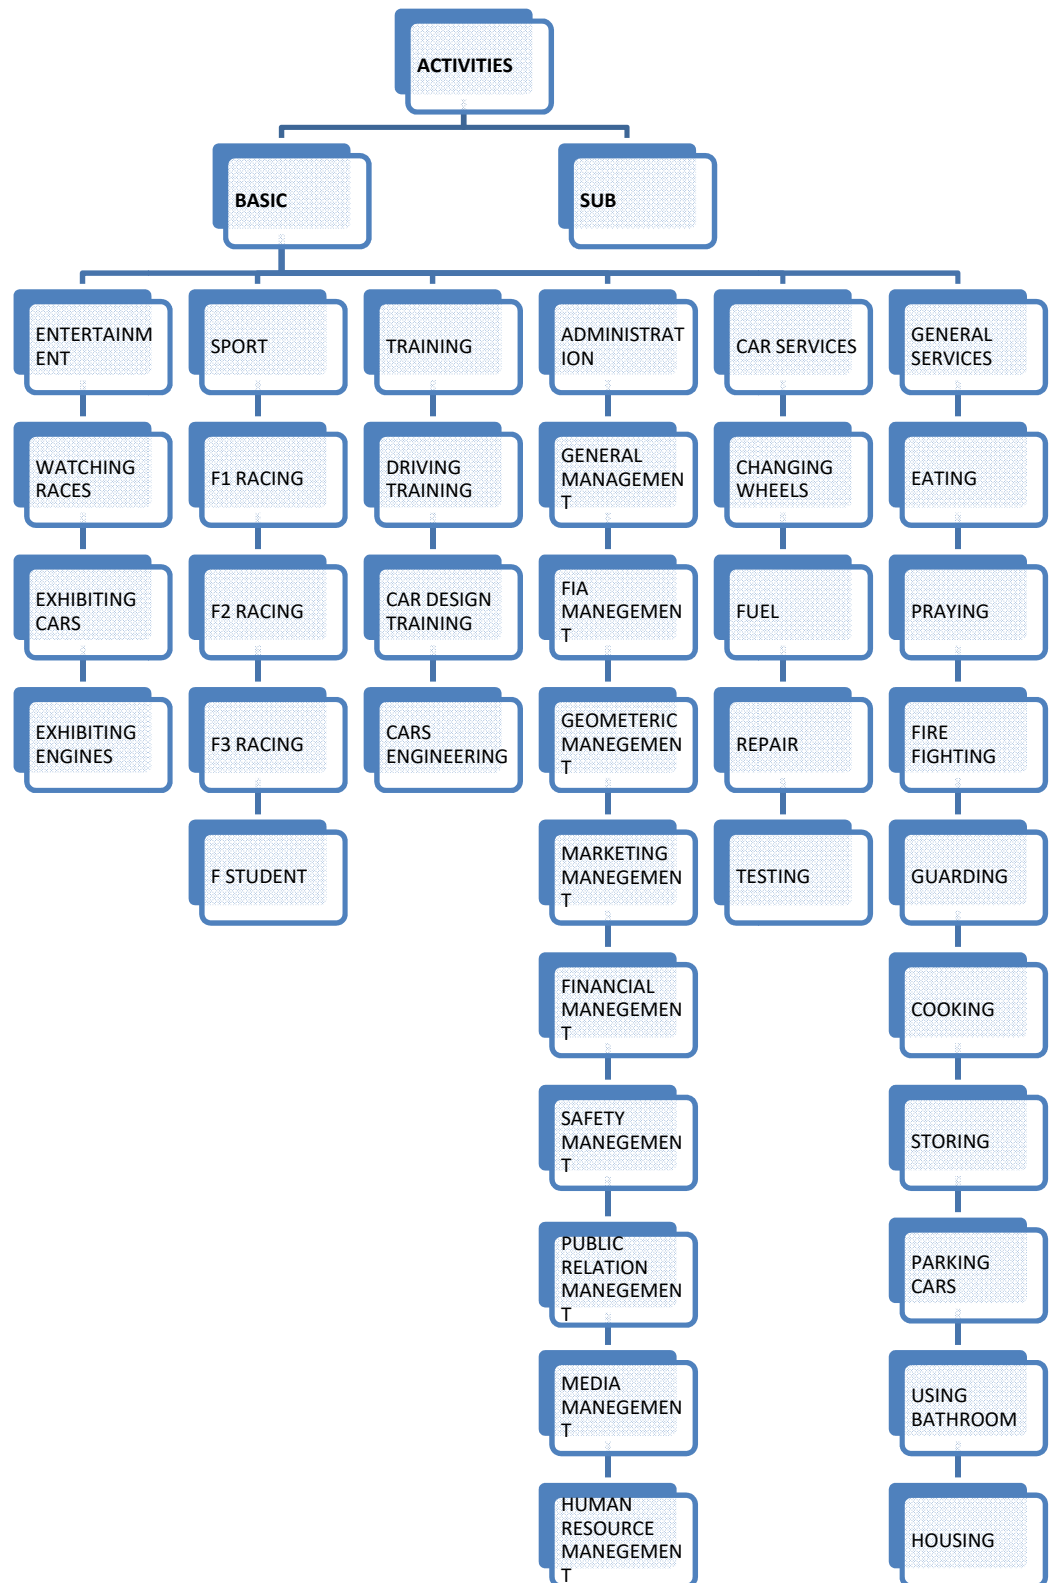 ACTIVITIES
BASIC
SUB
ENTERTAINM
ENT
SPORT
TRAINING
ADMINISTRAT
ION
CAR SERVICES
GENERAL
SERVICES
WATCHING
RACES
F1 RACING
DRIVING
TRAINING
GENERAL
MANAGEMEN
T
CHANGING
WHEELS
EATING
EXHIBITING
CARS
F2 RACING
CAR DESIGN
TRAINING
FIA
MANEGEMEN
T
FUEL
PRAYING
EXHIBITING
ENGINES
F3 RACING
CARS
ENGINEERING
GEOMETERIC
MANEGEMEN
T
REPAIR
FIRE
FIGHTING
F STUDENT
MARKETING
MANEGEMEN
T
TESTING
GUARDING
FINANCIAL
MANEGEMEN
T
COOKING
SAFETY
MANEGEMEN
T
STORING
PUBLIC
RELATION
MANEGEMEN
T
PARKING
CARS
MEDIA
MANEGEMEN
T
USING
BATHROOM
HUMAN
RESOURCE
MANEGEMEN
T
HOUSING